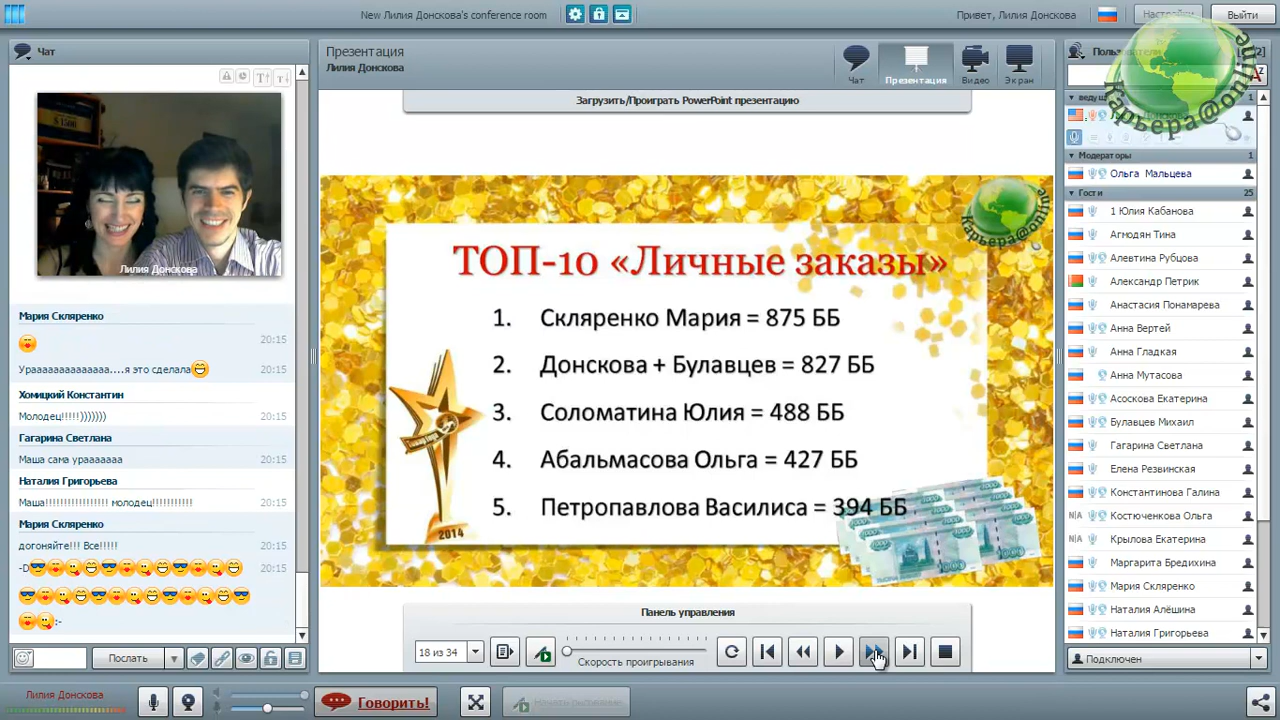 New Лилия Донскова's conference room
Привет, Лилия Донскова
Настройки
Выйти
Чат
Лилия Донскова
Мария Скляренко
20:15
Ураааааааааааааа....я это сделала
20:15
Хомицкий Константин
Молодец!!!!!)))))))
20:15
Гагарина Светлана
Маша сама урааааааа
20:15
Наталия Григорьева
Маша!!!!!!!!!!!!!!!!! молодец!!!!!!!!!!!
20:15
Мария Скляренко
догоняйте!!! Все!!!!!
20:15
-D
20:15
:-
Послать
Презентация
Лилия Донскова
Чат
Презентация
Видео
Экран
Загрузить/Проиграть PowerPoint презентацию
карьера@online
ТОП-10 «Личные заказы»
1. Скляренко Мария = 875 ББ
2. Донскова + Булавцев = 827 ББ
3. Соломатина Юлия = 488 ББ
4. Абальмасова Ольга = 427 ББ
5. Петропавлова Василиса = 394 ББ
2014
Панель управления
18 из 34
Скорость проигрывания
карьера@online
Модераторы
1
Ольга Мальцева
Гости
25
1 Юлия Кабанова
Агмодян Тина
Алевтина Рубцова
Александр Петрик
Анастасия Понамарева
Анна Вертей
Анна Гладкая
Анна Мутасова
Асоскова Екатерина
Булавцев Михаил
Гагарина Светлана
Елена Резвинская
Константинова Галина
N/A Костюченкова Ольга
N/A Крылова Екатерина
Маргарита Бредихина
Мария Скляренко
Наталия Алёшина
Наталия Григорьева
Подключен
Лилия Донскова
Говорить!